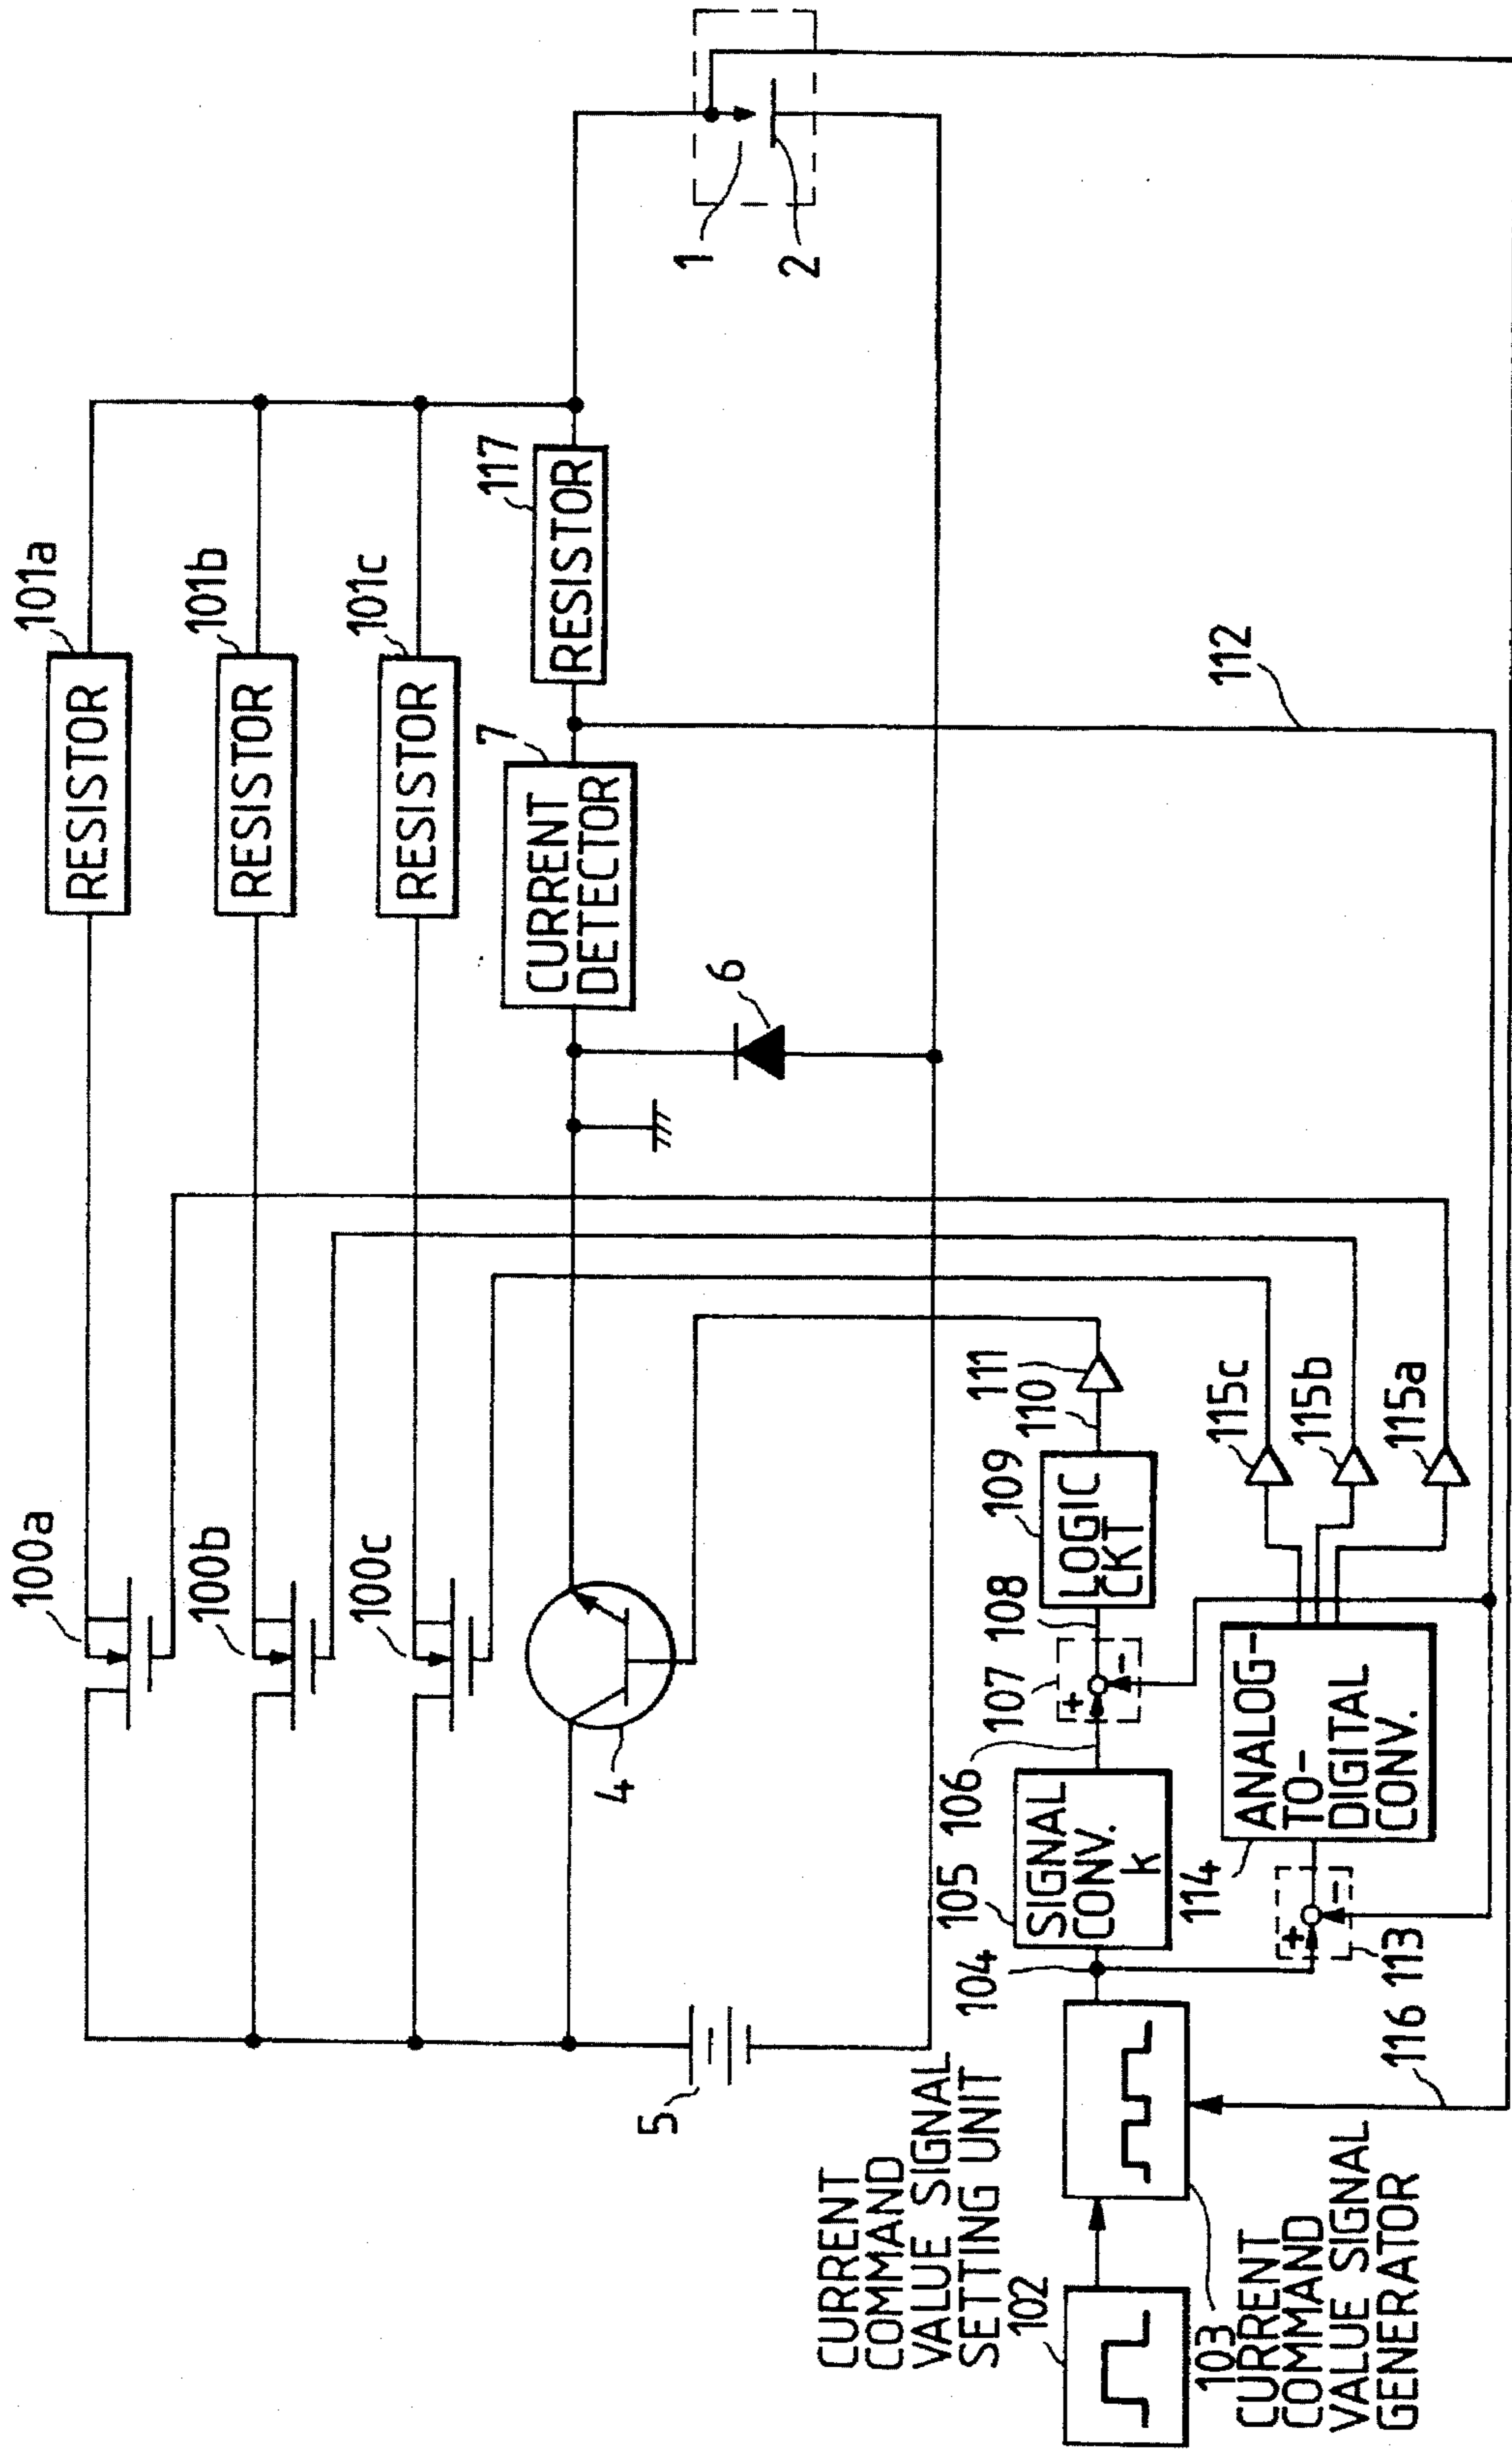 101a
RESISTOR
100a
101b
RESISTOR
100b
101c
RESISTOR
100c
117
RESISTOR
7
CURRENT
DETECTOR
4
6
1
2
5
112
CURRENT
COMMAND
VALUE SIGNAL
SETTING UNIT
102
103
CURRENT
COMMAND
VALUE SIGNAL
GENERATOR
104
105
SIGNAL
CONV.
k
106
107
+
−
108
109
LOGIC
CKT
110
111
113
+
−
114
ANALOG-
TO-
DIGITAL
CONV.
115c
115b
115a
116